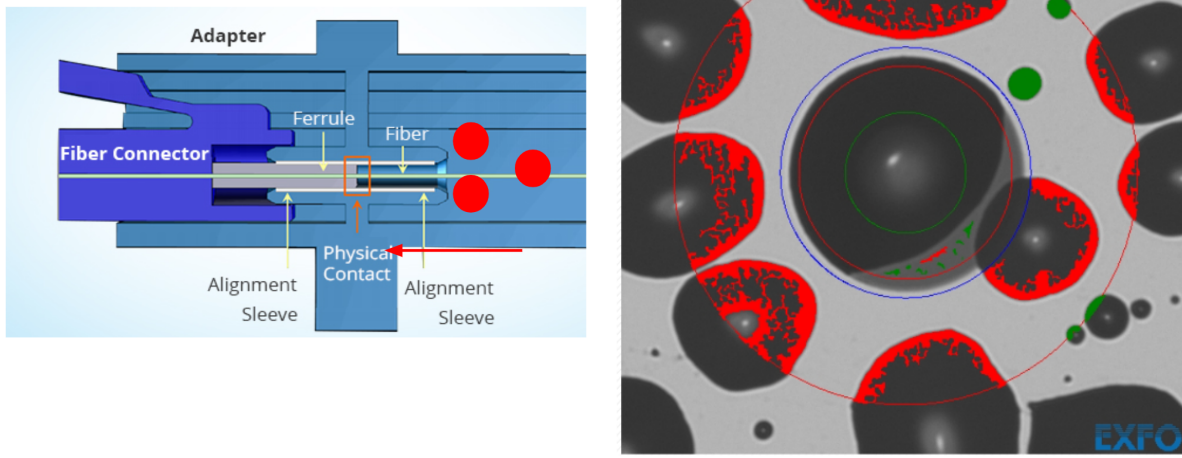 Adapter
Ferrule
Fiber
Fiber Connector
Physical
Contact
Alignment
Sleeve
Alignment
Sleeve
EXFO